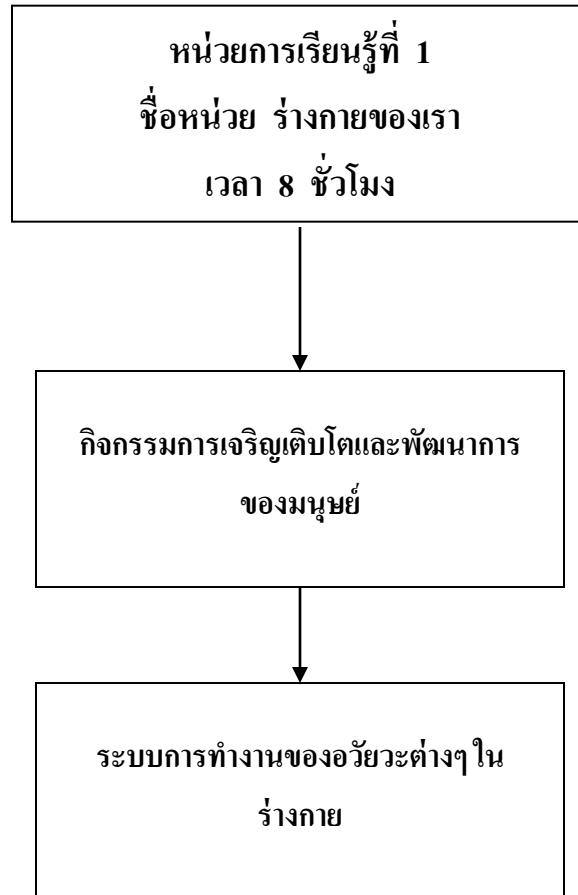 หน่วยการเรียนรู้ที่ 1
ชื่อหน่วย ร่างกายของเรา
เวลา 8 ชั่วโมง
กิจกรรมการเจริญเติบโตและพัฒนาการ
ของมนุษย์
ระบบการทำงานของอวัยวะต่างๆ ใน
ร่างกาย